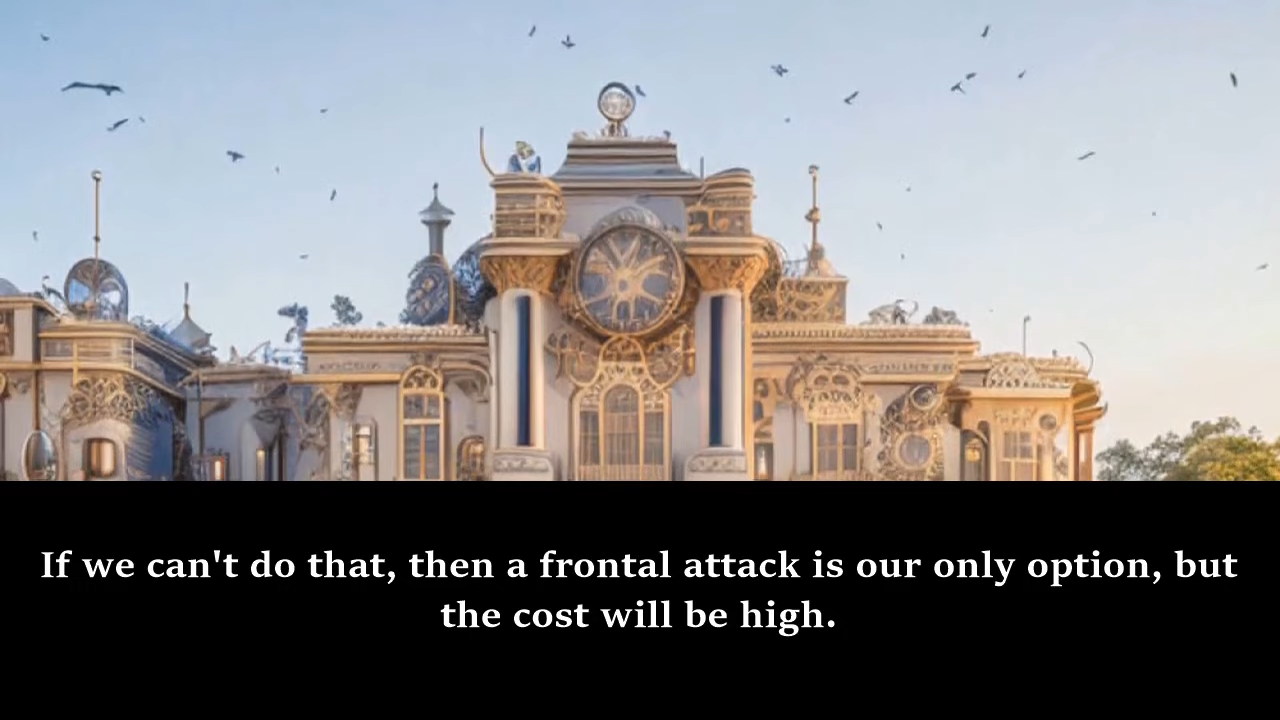 If we can't do that, then a frontal attack is our only option, but
the cost will be high.